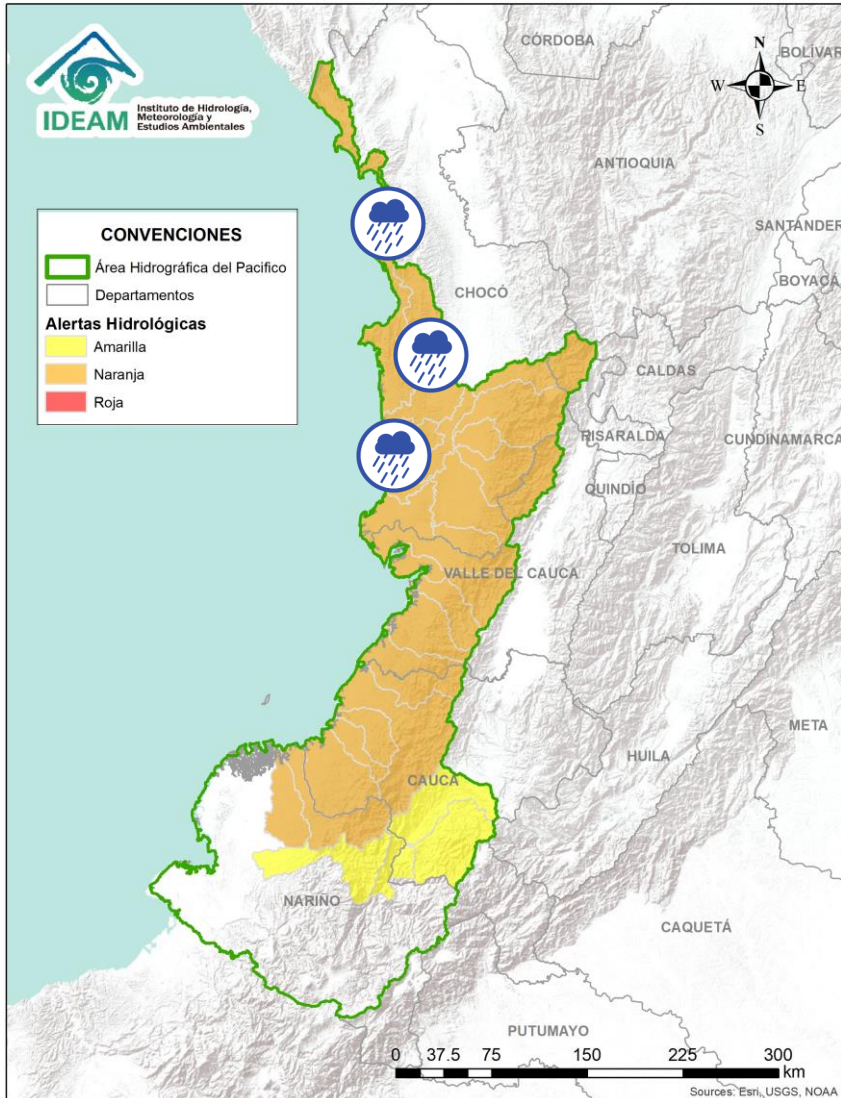 IDEAM
Instituto de Hidrología,
Meteorología y
Estudios Ambientales
N
W
E
S
CÓRDOBA
BOLÍVAR
ANTIOQUIA
SANTANDER
BOYACÁ
CHOCÓ
CALDAS
RISARALDA
CUNDINAMARCA
QUINDÍO
TOLIMA
VALLE DEL CAUCA
META
HUILA
CAUCA
NARIÑO
CAQUETÁ
PUTUMAYO
CONVENCIONES
Área Hidrográfica del Pacifico
Departamentos
Alertas Hidrológicas
Amarilla
Naranja
Roja
0 37.5 75 150 225 300
km
Sources: Esri, USGS, NOAA